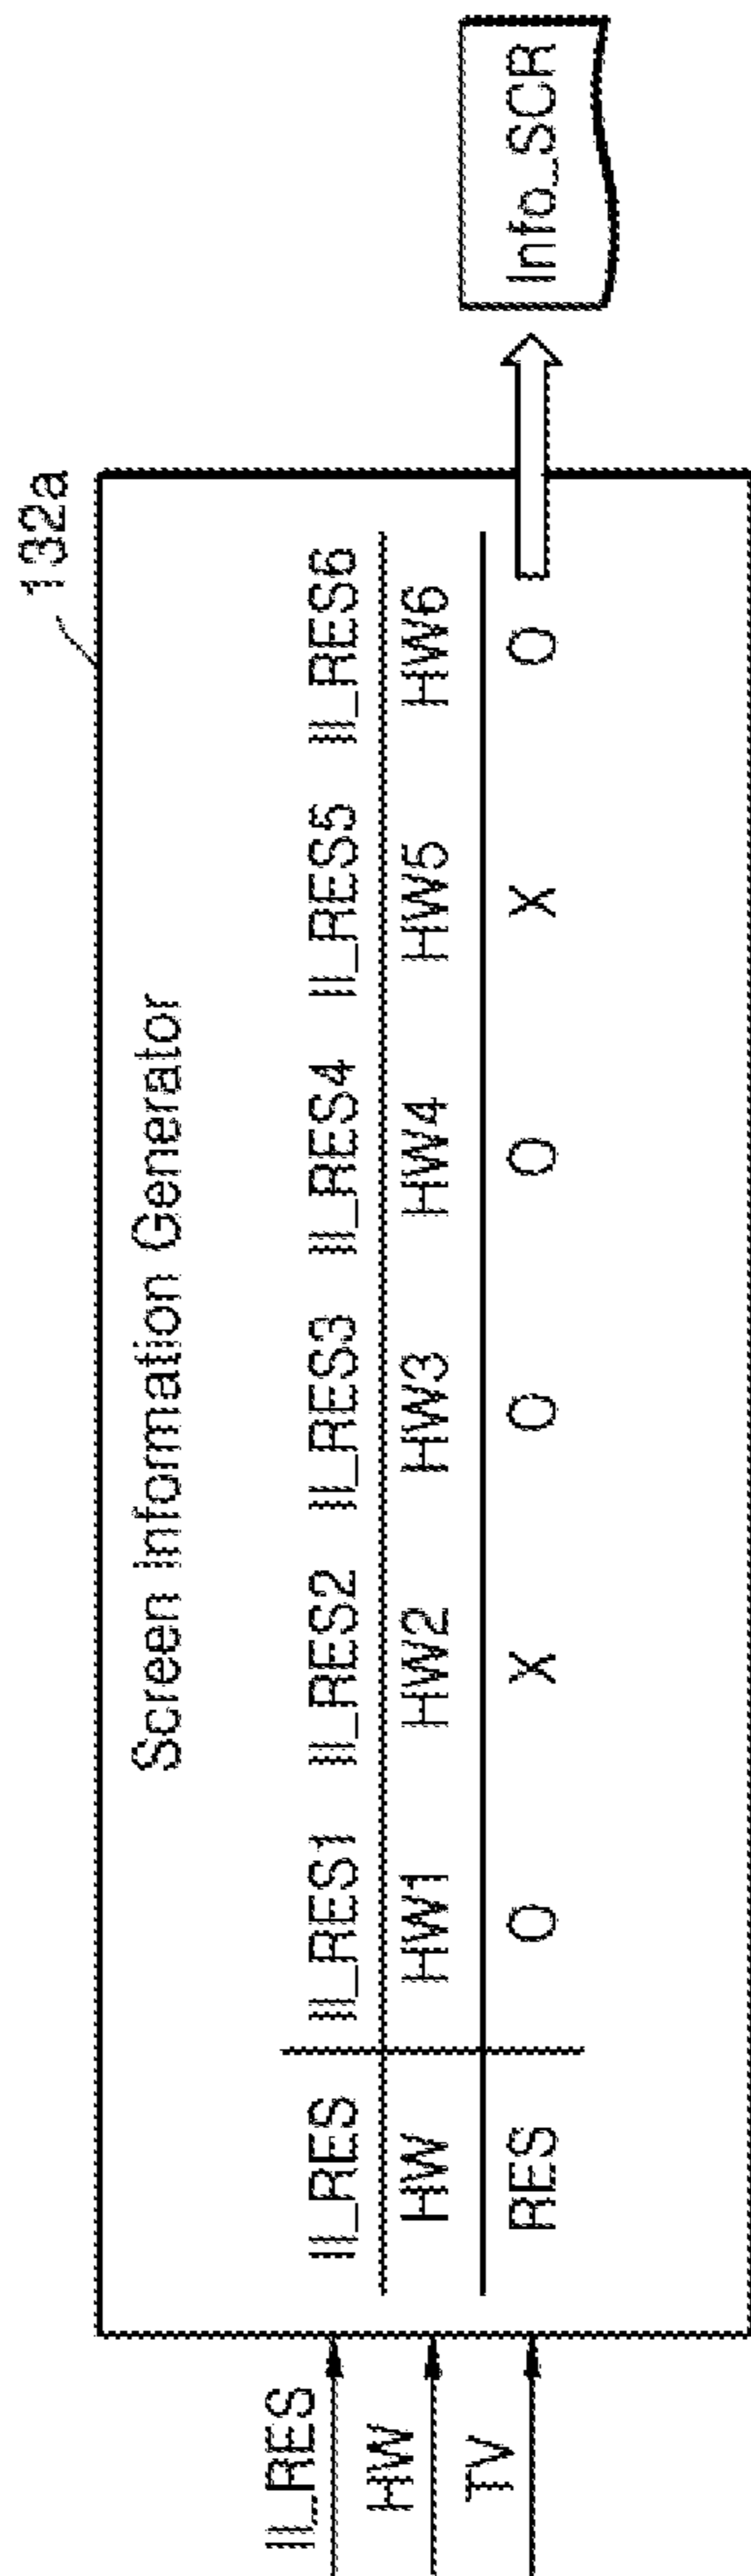 132a
Screen Information Generator
II_RES
HW
TV
II_RES II_RES1 II_RES2 II_RES3 II_RES4 II_RES5 II_RES6
HW HW1 HW2 HW3 HW4 HW5 HW6
RES O X O O X O
Info_SCR